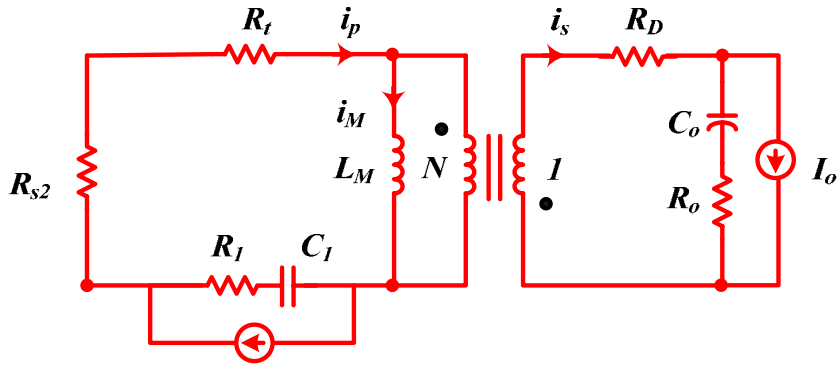 R_t i_p i_s R_D
i_M C_o
R_s2 L_M N 1 I_o
R_o
R_1 C_1